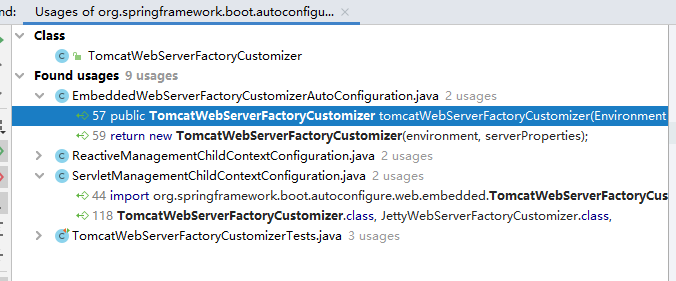 nd:
Usages of org.springframework.boot.autoconfigu...
Class
TomcatWebServerFactoryCustomizer
Found usages 9 usages
EmbeddedWebServerFactoryCustomizerAutoConfiguration.java 2 usages
57 public TomcatWebServerFactoryCustomizer tomcatWebServerFactoryCustomizer(Environment
59 return new TomcatWebServerFactoryCustomizer(environment, serverProperties);
ReactiveManagementChildContextConfiguration.java 2 usages
ServletManagementChildContextConfiguration.java 2 usages
44 import org.springframework.boot.autoconfigure.web.embedded.TomcatWebServerFactoryCus
118 TomcatWebServerFactoryCustomizer.class, JettyWebServerFactoryCustomizer.class,
TomcatWebServerFactoryCustomizerTests.java 3 usages